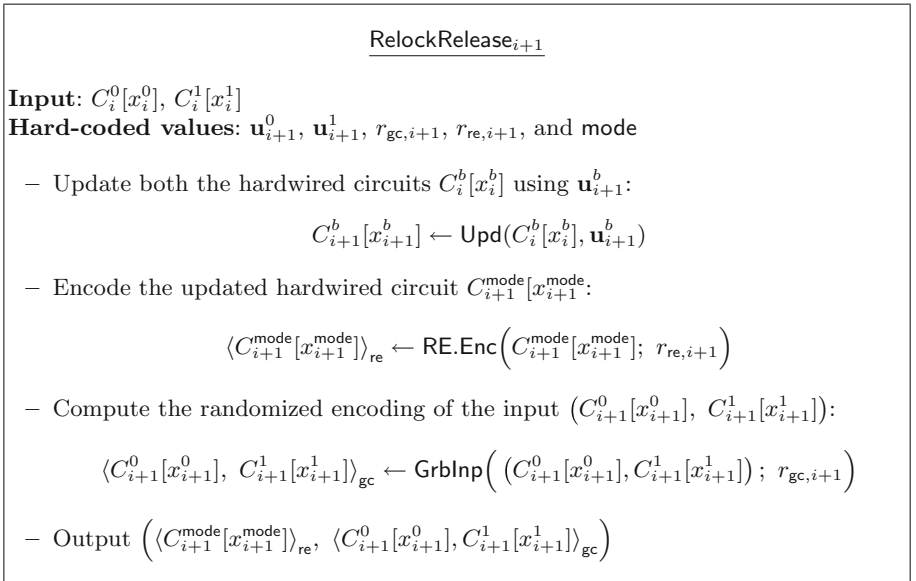 RelockRelease_{i+1}
Input: C_i^0[x_i^0], C_i^1[x_i^1]
Hard-coded values: u_{i+1}^0, u_{i+1}^1, r_{gc,i+1}, r_{re,i+1}, and mode
– Update both the hardwired circuits C_i^b[x_i^b] using u_{i+1}^b:
C_{i+1}^b[x_{i+1}^b] ← Upd(C_i^b[x_i^b], u_{i+1}^b)
– Encode the updated hardwired circuit C_{i+1}^{mode}[x_{i+1}^{mode}:
⟨C_{i+1}^{mode}[x_{i+1}^{mode}]⟩_{re} ← RE.Enc(C_{i+1}^{mode}[x_{i+1}^{mode}]; r_{re,i+1})
– Compute the randomized encoding of the input (C_{i+1}^0[x_{i+1}^0], C_{i+1}^1[x_{i+1}^1]):
⟨C_{i+1}^0[x_{i+1}^0], C_{i+1}^1[x_{i+1}^1]⟩_{gc} ← GrbInp((C_{i+1}^0[x_{i+1}^0], C_{i+1}^1[x_{i+1}^1]); r_{gc,i+1})
– Output (⟨C_{i+1}^{mode}[x_{i+1}^{mode}]⟩_{re}, ⟨C_{i+1}^0[x_{i+1}^0], C_{i+1}^1[x_{i+1}^1]⟩_{gc})